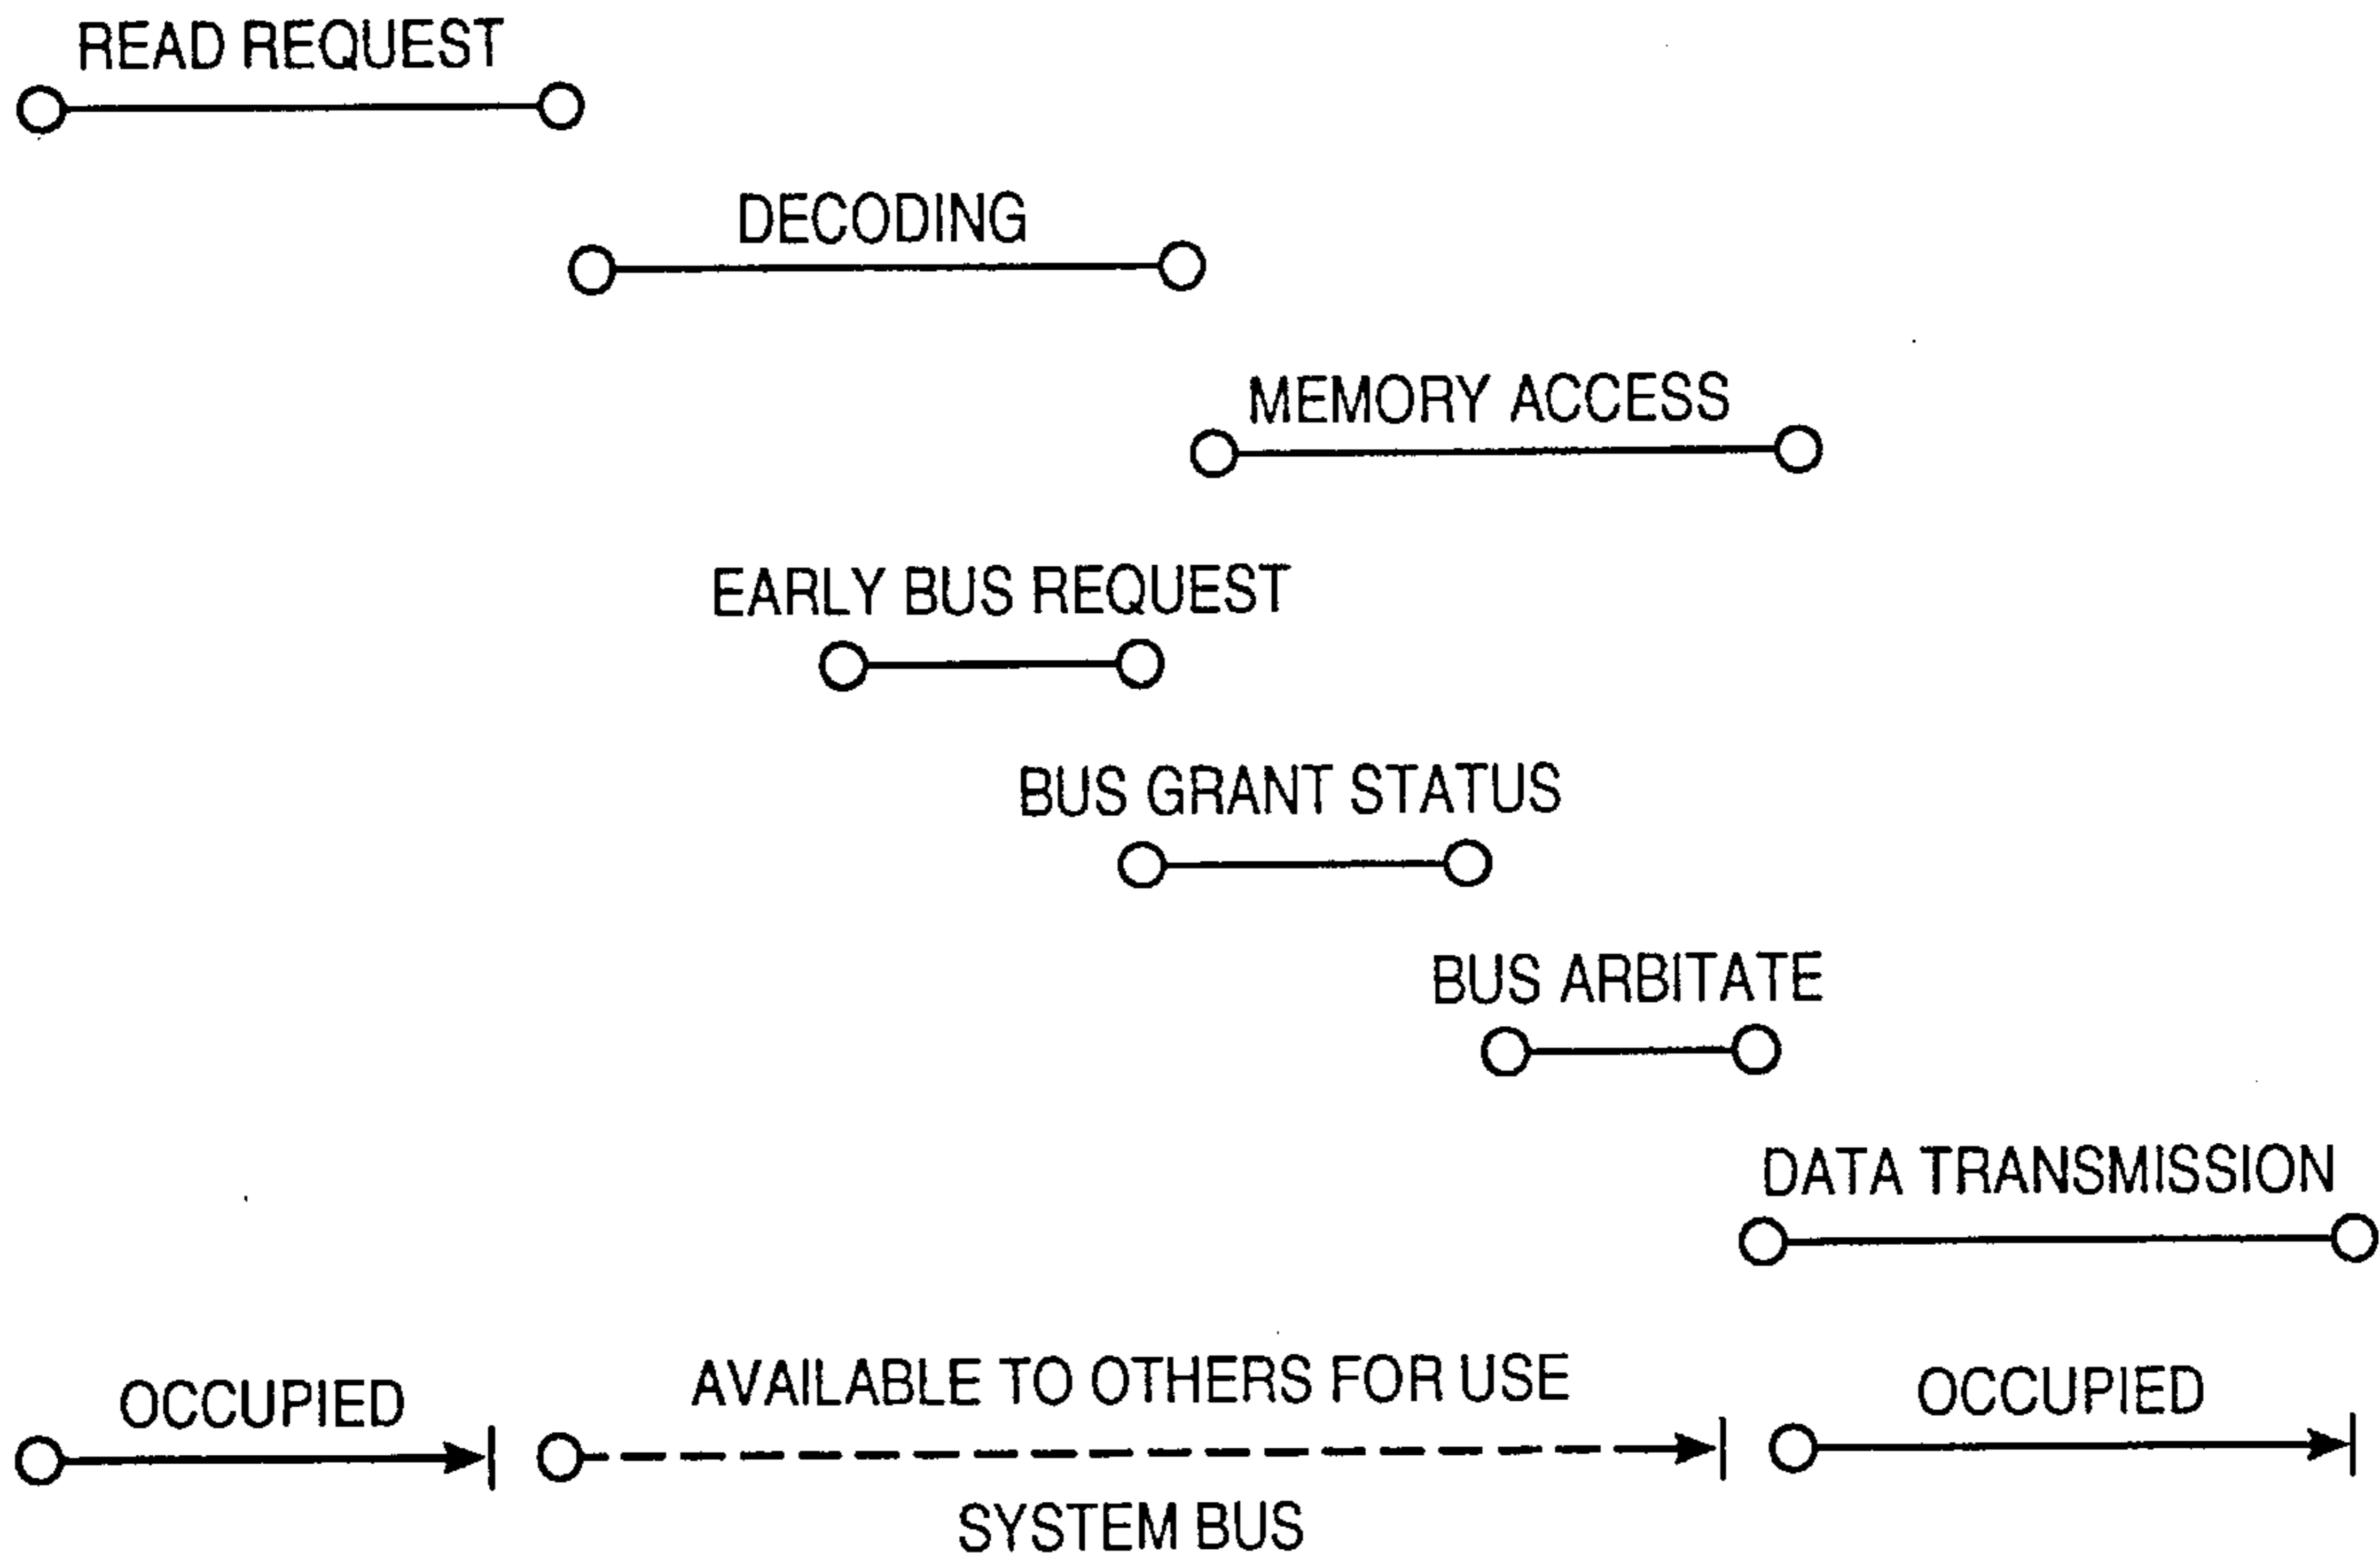 READ REQUEST
DECODING
MEMORY ACCESS
EARLY BUS REQUEST
BUS GRANT STATUS
BUS ARBITATE
DATA TRANSMISSION
OCCUPIED
AVAILABLE TO OTHERS FOR USE
OCCUPIED
SYSTEM BUS